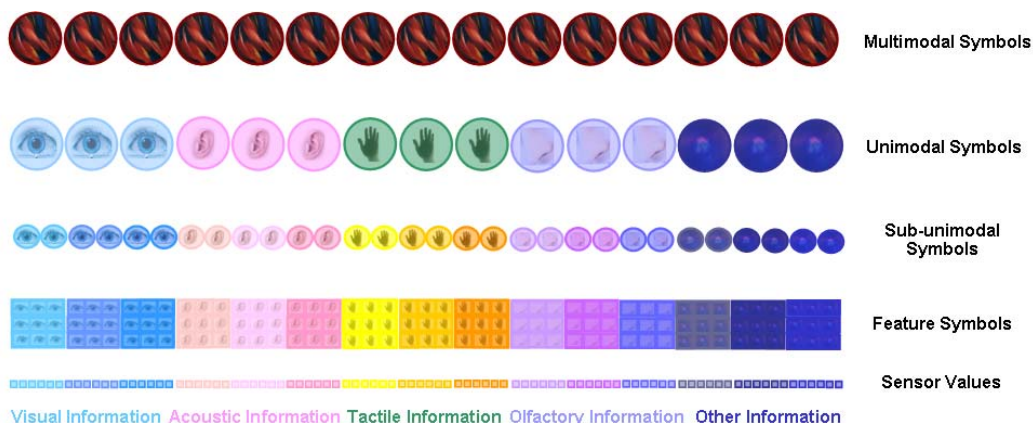 Multimodal Symbols
Unimodal Symbols
Sub-unimodal
Symbols
Feature Symbols
Sensor Values
Visual Information Acoustic Information Tactile Information Olfactory Information Other Information